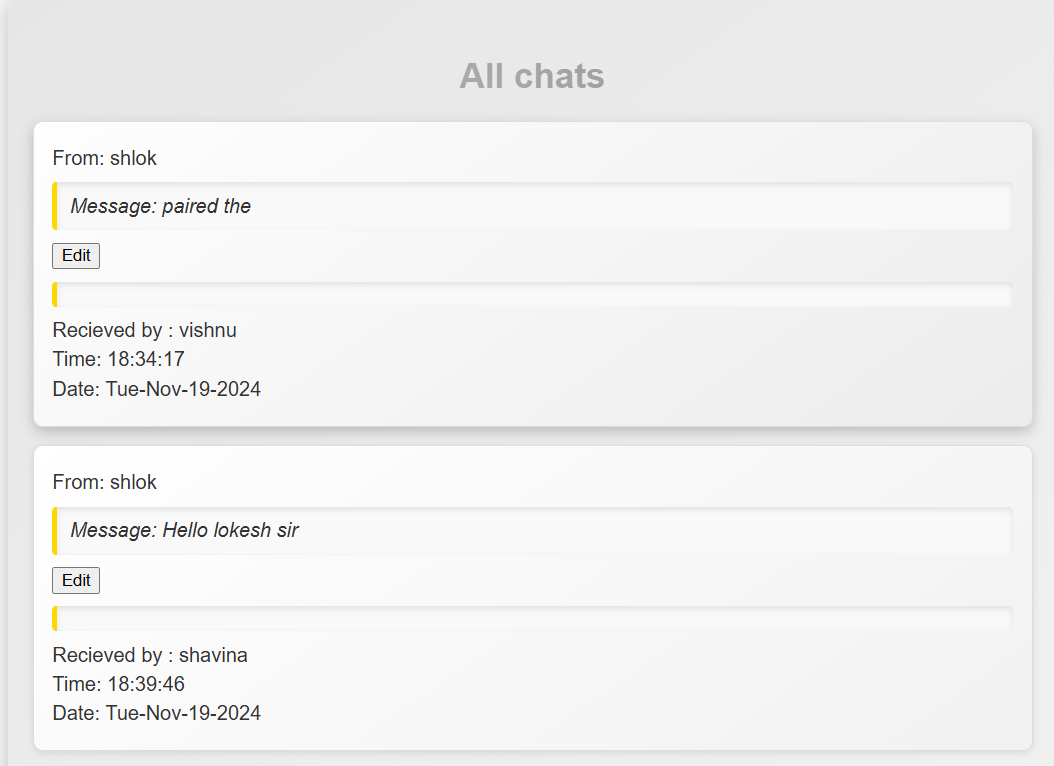 All chats
From: shlok
Message: paired the
Edit
Recieved by : vishnu
Time: 18:34:17
Date: Tue-Nov-19-2024
From: shlok
Message: Hello lokesh sir
Edit
Recieved by : shavina
Time: 18:39:46
Date: Tue-Nov-19-2024